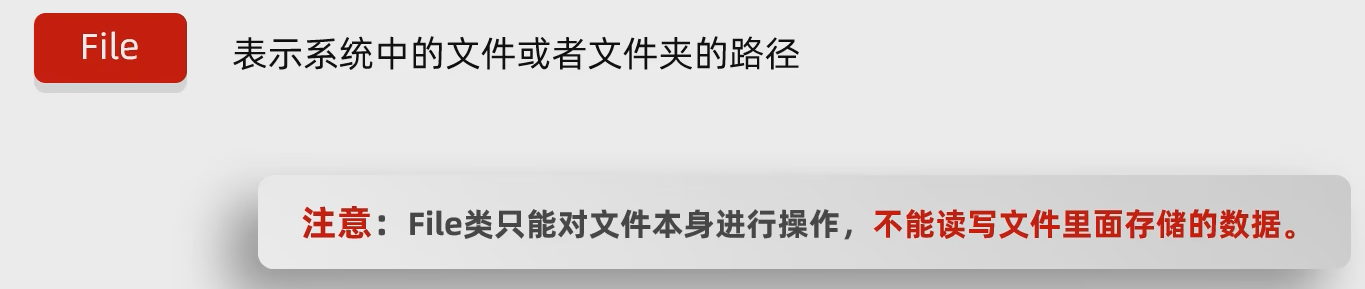 File
表示系统中的文件或者文件夹的路径
注意：File类只能对文件本身进行操作，不能读写文件里面存储的数据。